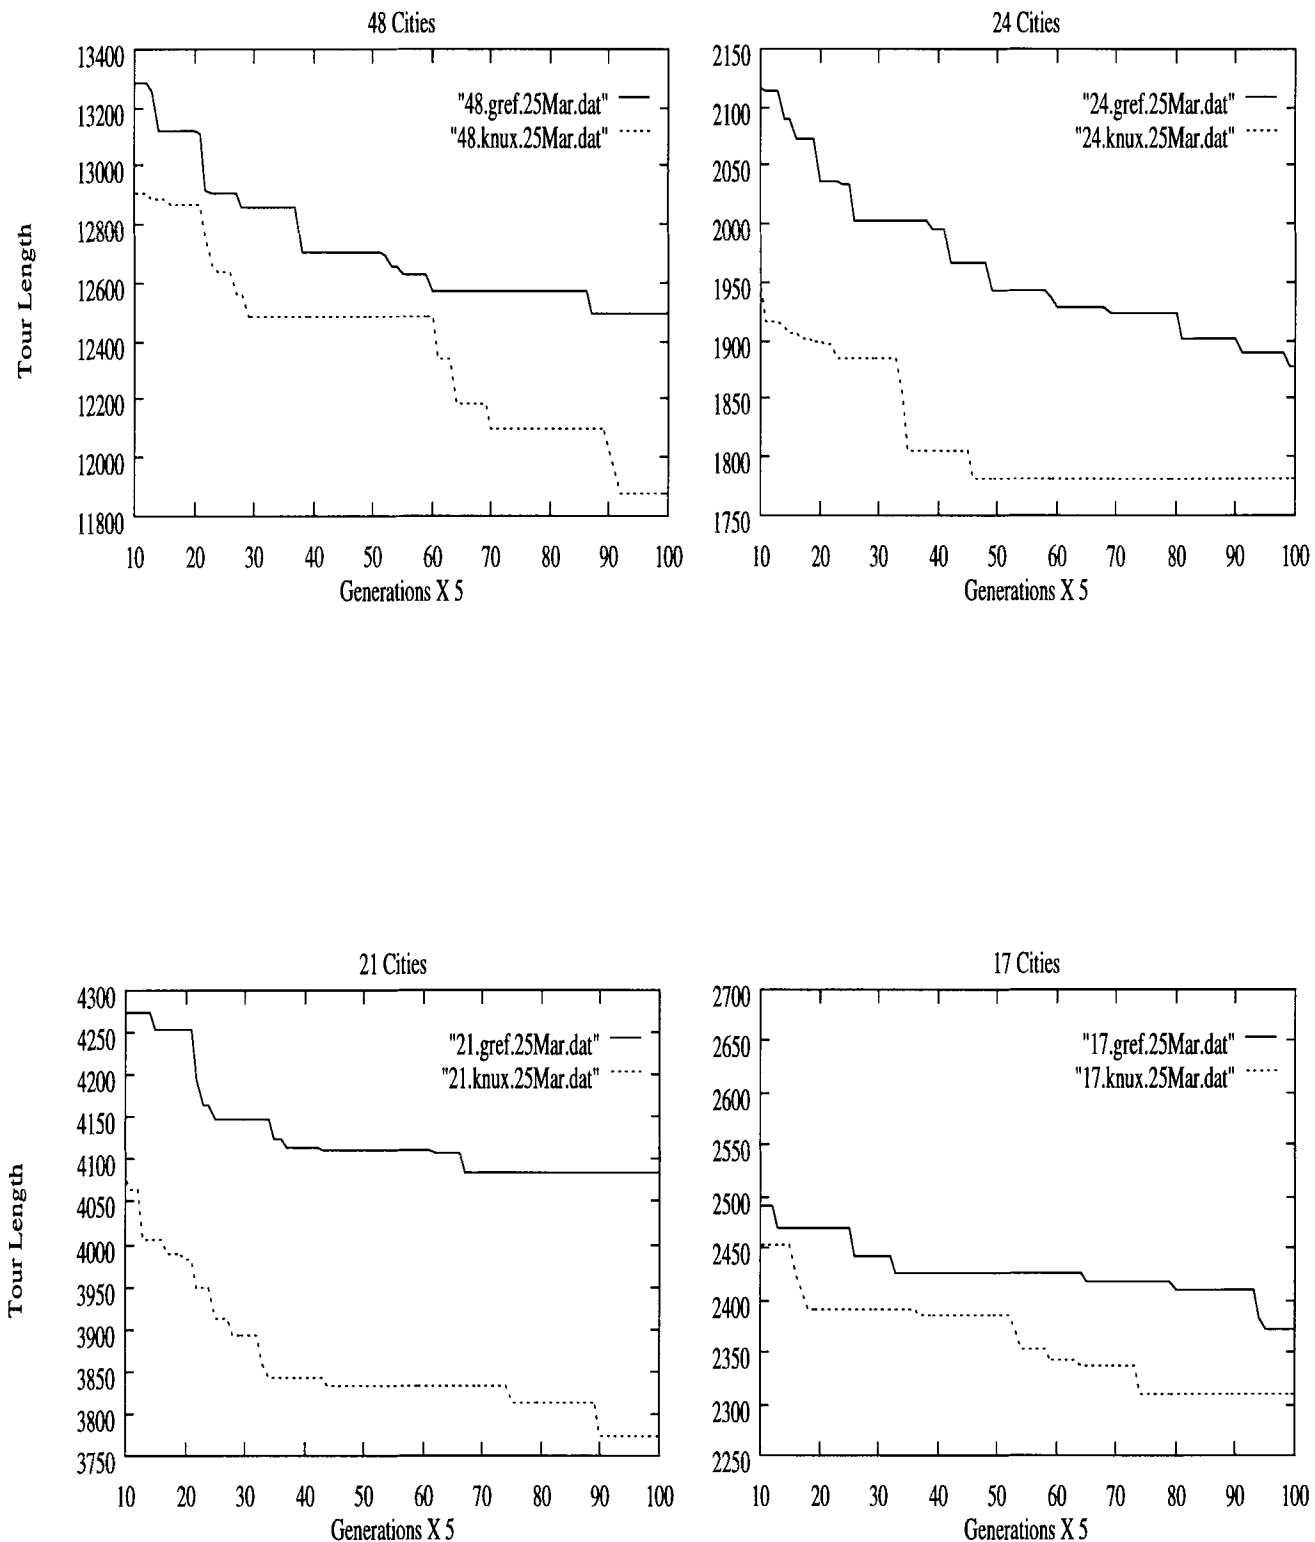 48 Cities
13400
13200
13000
12800
12600
12400
12200
12000
11800
Tour Length
"48.gref.25Mar.dat"
"48.knux.25Mar.dat"
10 20 30 40 50 60 70 80 90 100
Generations X 5
24 Cities
2150
2100
2050
2000
1950
1900
1850
1800
1750
"24.gref.25Mar.dat"
"24.knux.25Mar.dat"
10 20 30 40 50 60 70 80 90 100
Generations X 5
21 Cities
4300
4250
4200
4150
4100
4050
4000
3950
3900
3850
3800
3750
Tour Length
"21.gref.25Mar.dat"
"21.knux.25Mar.dat"
10 20 30 40 50 60 70 80 90 100
Generations X 5
17 Cities
2700
2650
2600
2550
2500
2450
2400
2350
2300
2250
"17.gref.25Mar.dat"
"17.knux.25Mar.dat"
10 20 30 40 50 60 70 80 90 100
Generations X 5